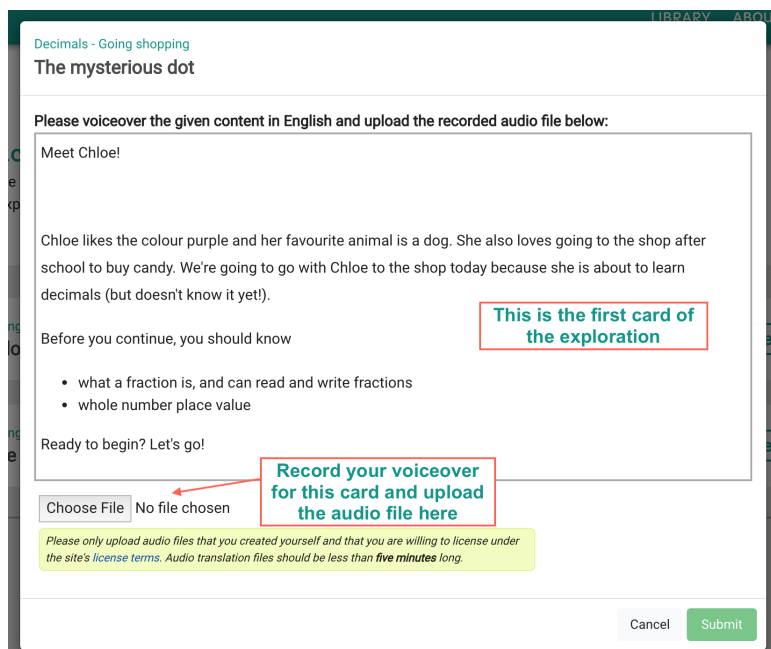 LIBRARY ABOU
Decimals - Going shopping
The mysterious dot
Please voiceover the given content in English and upload the recorded audio file below:
Meet Chloe!
Chloe likes the colour purple and her favourite animal is a dog. She also loves going to the shop after
school to buy candy. We're going to go with Chloe to the shop today because she is about to learn
decimals (but doesn't know it yet!).
This is the first card of
the exploration
Before you continue, you should know
• what a fraction is, and can read and write fractions
• whole number place value
Ready to begin? Let's go!
Record your voiceover
for this card and upload
the audio file here
Choose File No file chosen
Please only upload audio files that you created yourself and that you are willing to license under
the site's license terms. Audio translation files should be less than five minutes long.
Cancel Submit